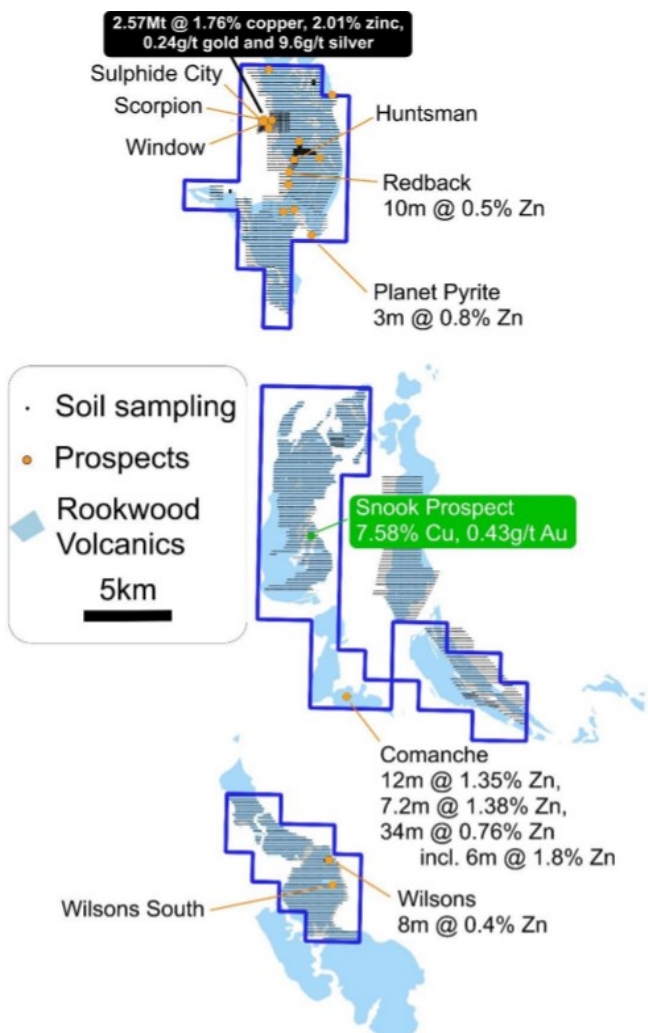 2.57Mt @ 1.76% copper, 2.01% zinc,
0.24g/t gold and 9.6g/t silver
Sulphide City
Scorpion
Window
Huntsman
Redback
10m @ 0.5% Zn
Planet Pyrite
3m @ 0.8% Zn
Soil sampling
Prospects
Rookwood
Volcanics
5km
Snook Prospect
7.58% Cu, 0.43g/t Au
Comanche
12m @ 1.35% Zn,
7.2m @ 1.38% Zn,
34m @ 0.76% Zn
incl. 6m @ 1.8% Zn
Wilsons South
Wilsons
8m @ 0.4% Zn